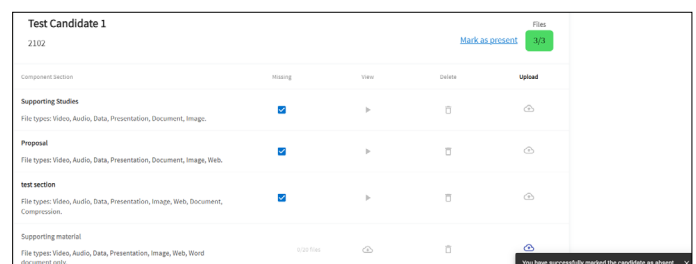 Test Candidate 1
Files
2102
Mark as present
3/3
Component Section
Missing
View
Delete
Upload
Supporting Studies
File types: Video, Audio, Data, Presentation, Document, Image.
Proposal
File types: Video, Audio, Data, Presentation, Document, Image, Web.
test section
File types: Video, Audio, Data, Presentation, Image, Web, Document,
Compression.
Supporting material
File types: Video, Audio, Data, Presentation, Image, Web, Word
document only
files
You have successfully marked the candidate as absent